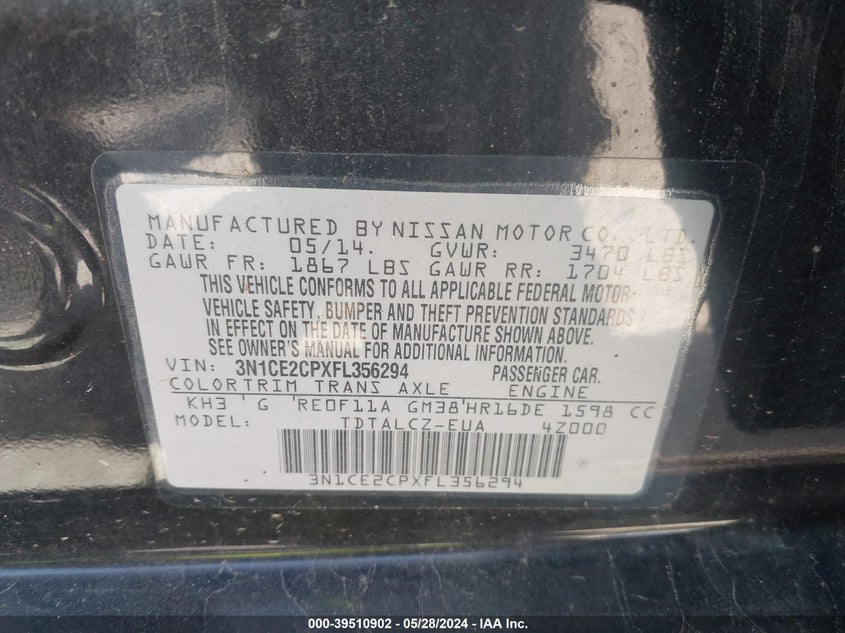 MANUFACTURED BY NISSAN MOTOR CO., LTD.
DATE: 05/14. GVWR: 3470 LBS
GAWR FR: 1867 LBS GAWR RR: 1704 LBS
THIS VEHICLE CONFORMS TO ALL APPLICABLE FEDERAL MOTOR
VEHICLE SAFETY, BUMPER AND THEFT PREVENTION STANDARDS
IN EFFECT ON THE DATE OF MANUFACTURE SHOWN ABOVE.
SEE OWNER'S MANUAL FOR ADDITIONAL INFORMATION.
VIN: 3N1CE2CPXFL356294 PASSENGER CAR.
COLORTRIM TRANS AXLE ENGINE
KH3 ' G 'RE0F11A GM38'HR16DE 1598 CC
MODEL: TDTALCZ-EUA 4Z000
3N1CE2CPXFL356294
000-39510902 / 05/28/2024 - IAA Inc.